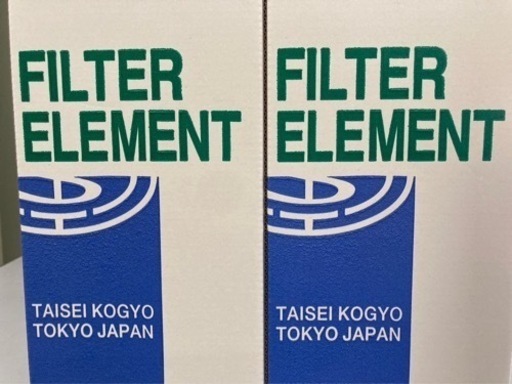 FILTER
ELEMENT
TAISEI KOGYO
TOKYO JAPAN
FILTER
ELEMENT
TAISEI KOGYO
TOKYO JAPAN